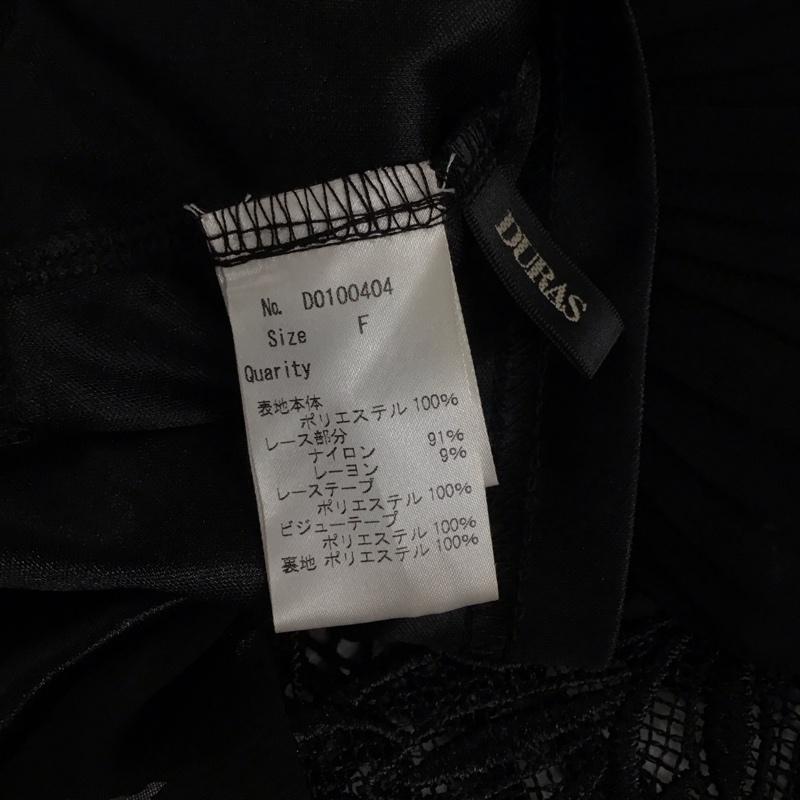 No. D0100404
Size F
Quarity
表地本体
ポリエステル 100%
レース部分
ナイロン 91%
レーヨン 9%
レーステープ
ポリエステル 100%
ビジューテープ
ポリエステル 100%
裏地 ポリエステル 100%
DURAS